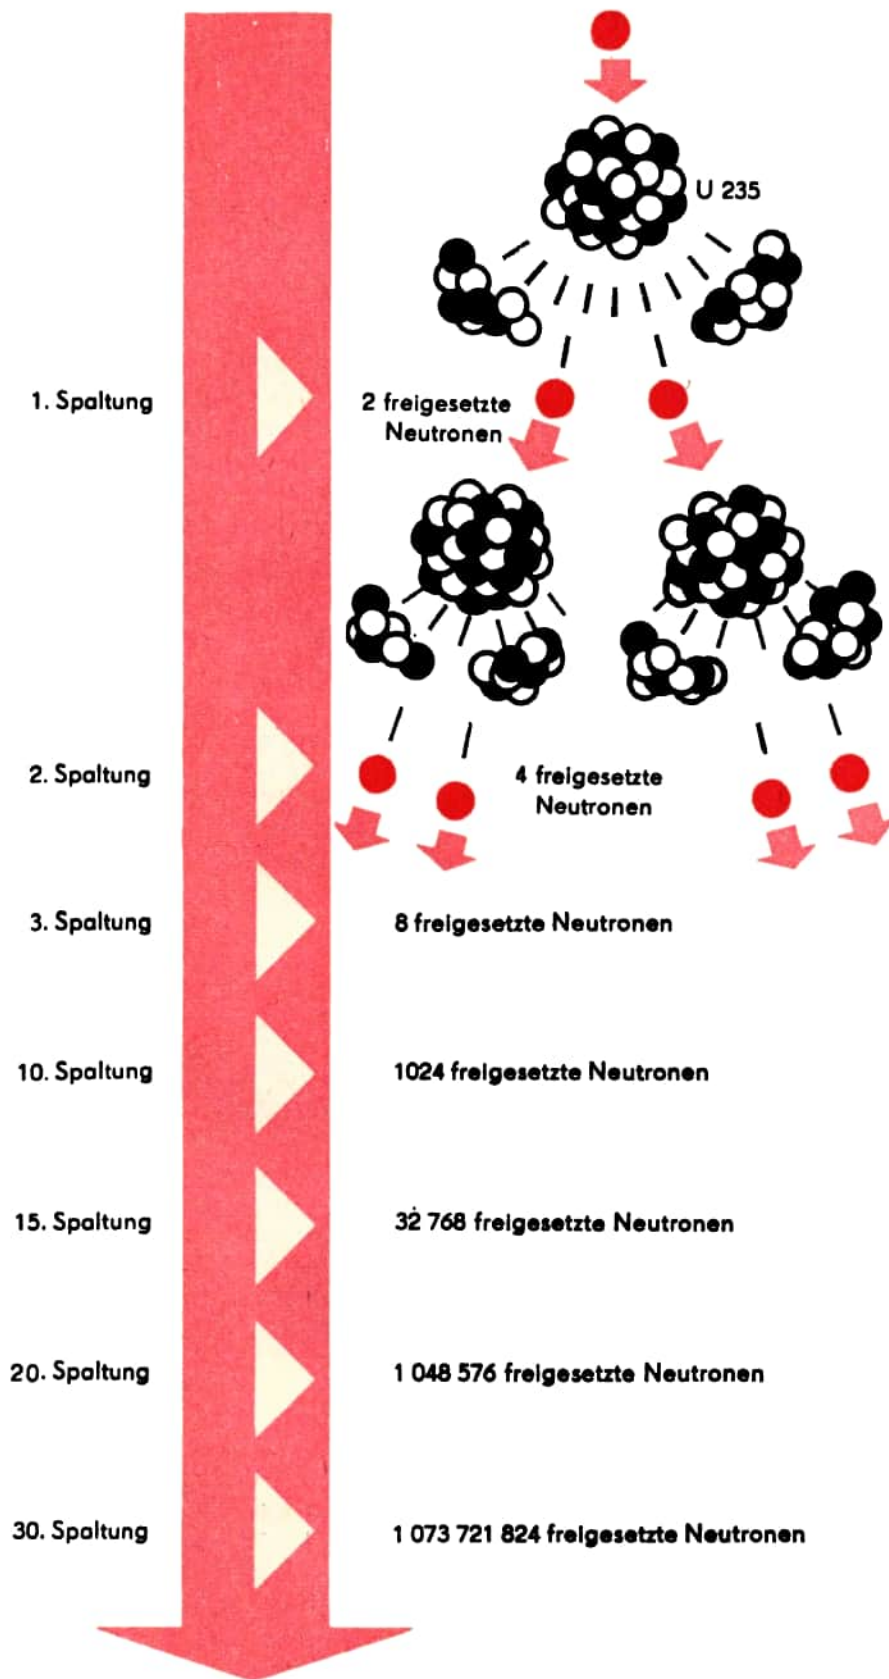 U 235
1. Spaltung
2 freigesetzte
Neutronen
2. Spaltung
4 freigesetzte
Neutronen
3. Spaltung
8 freigesetzte Neutronen
10. Spaltung
1024 freigesetzte Neutronen
15. Spaltung
32 768 freigesetzte Neutronen
20. Spaltung
1 048 576 freigesetzte Neutronen
30. Spaltung
1 073 721 824 freigesetzte Neutronen